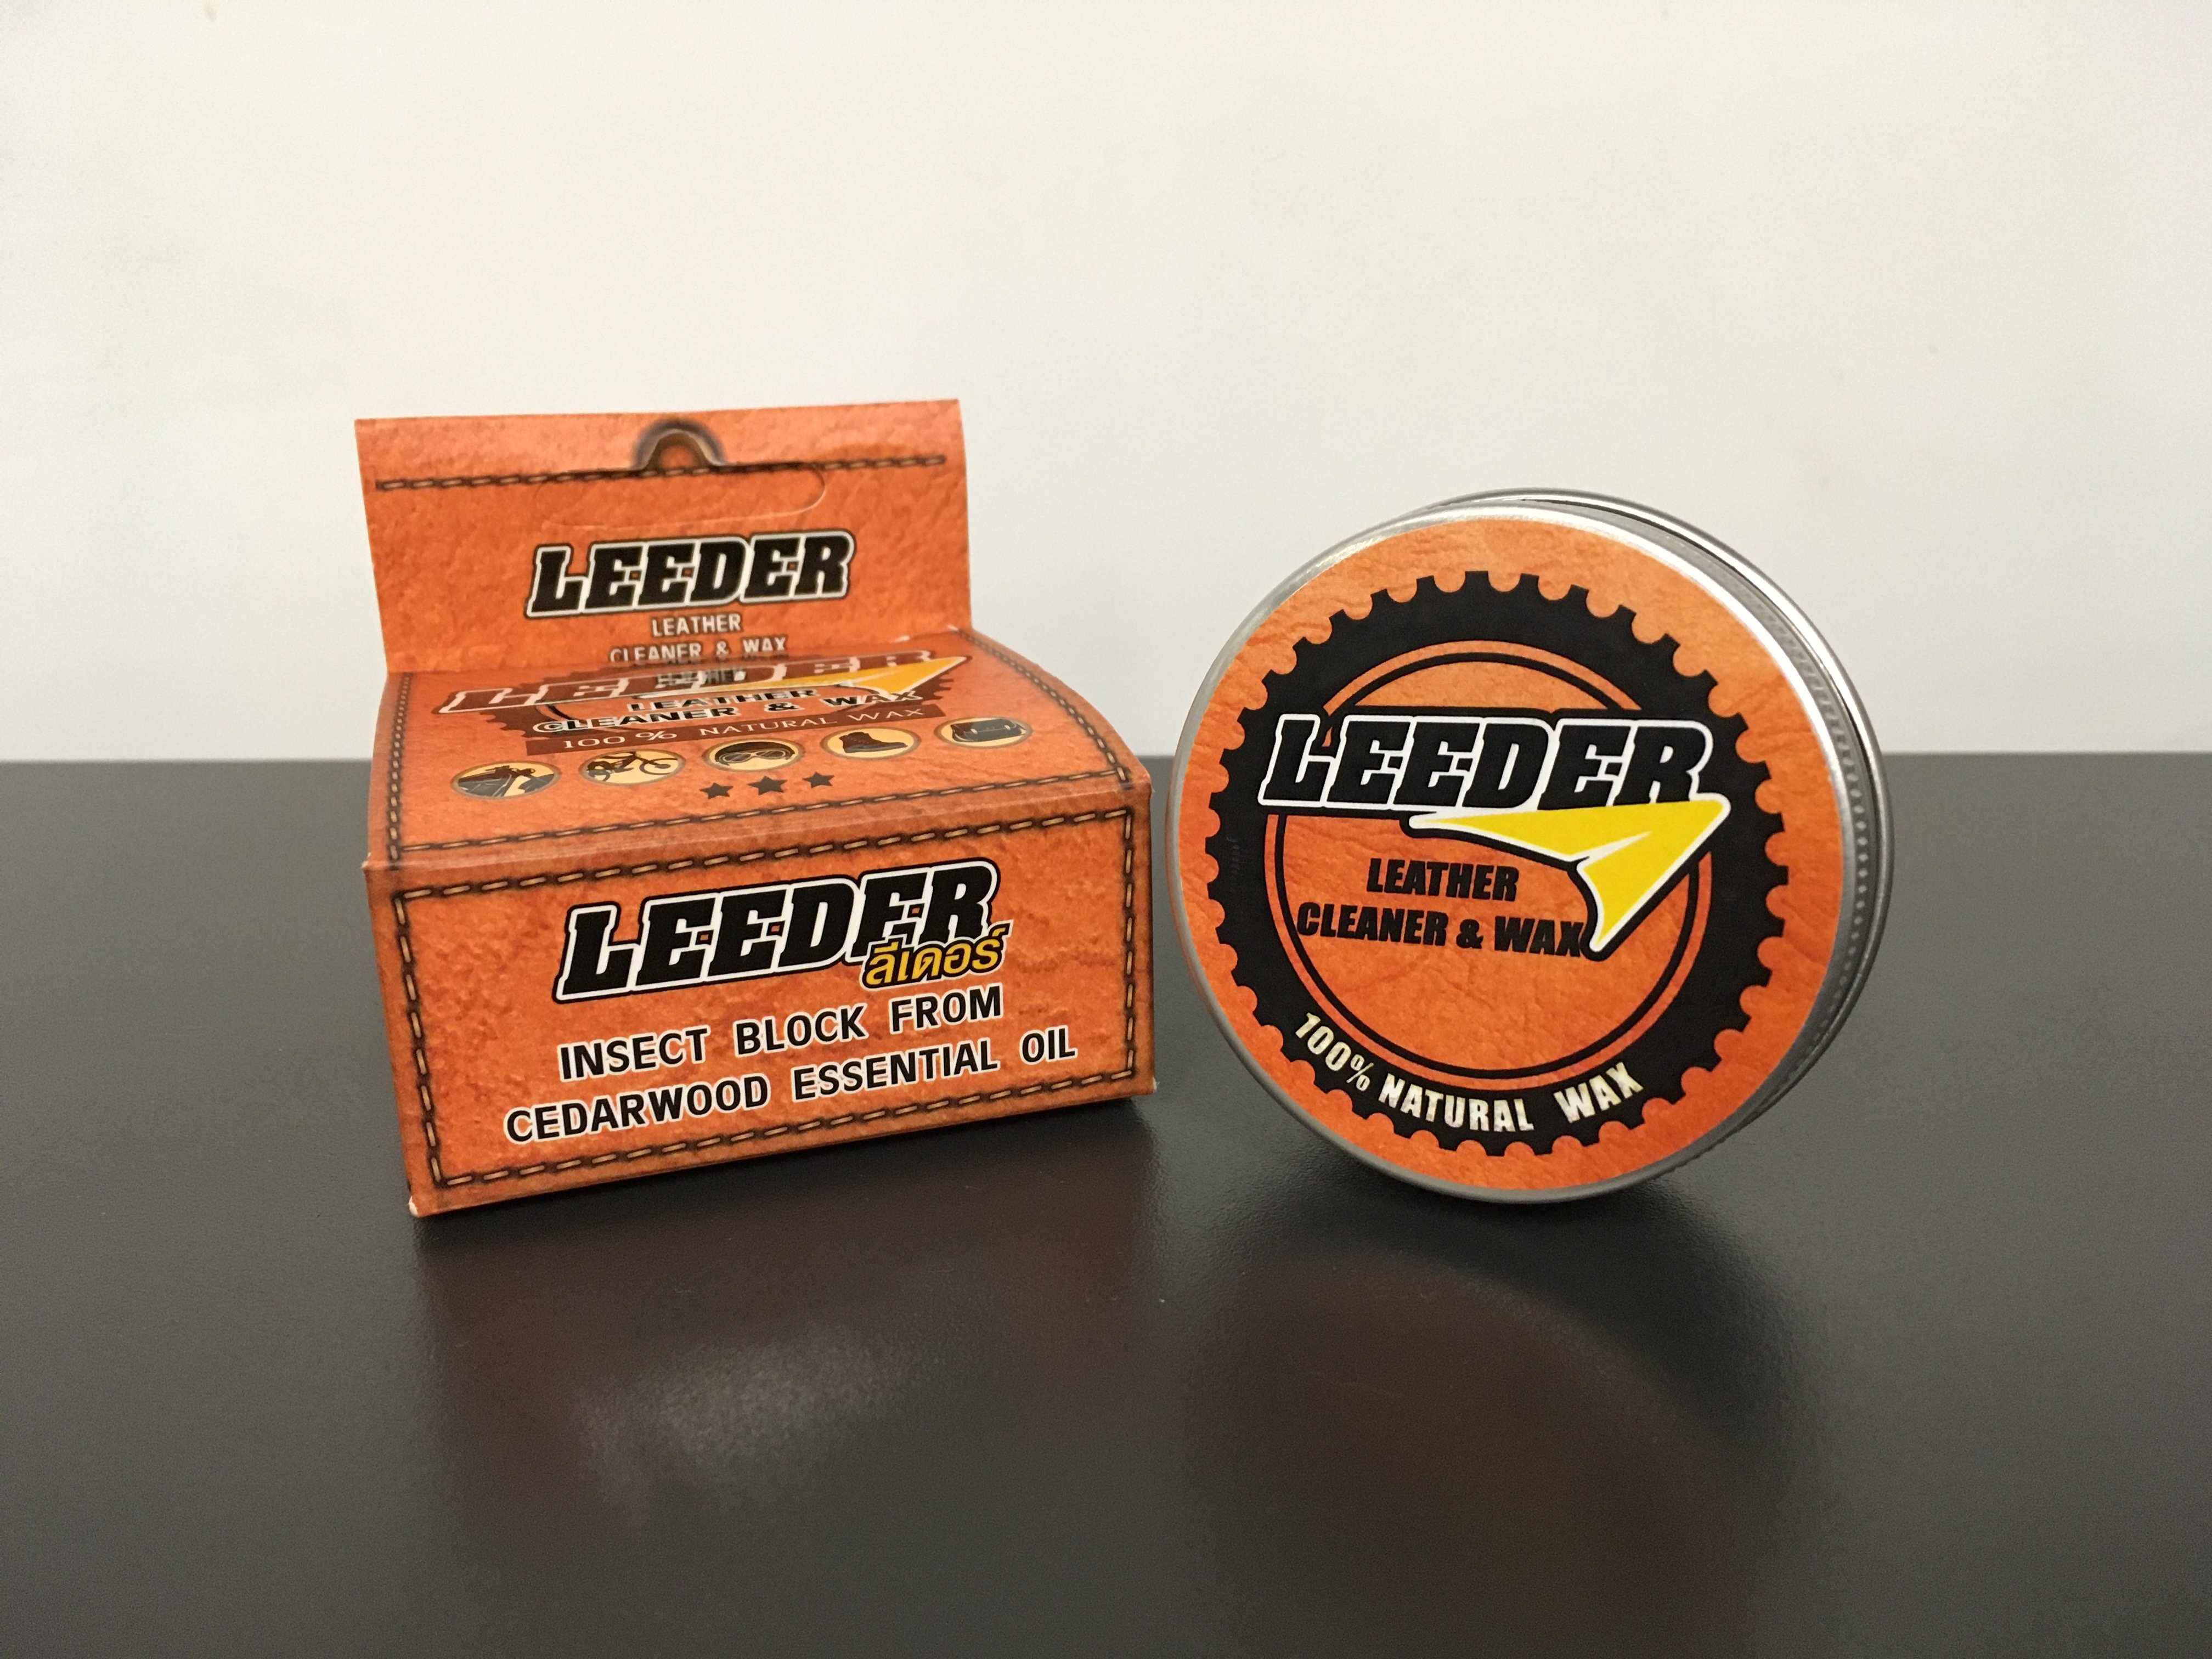 LEEDER
LEATHER
CLEANER & WAX
LEEDER
LEATHER
CLEANER & WAX
100 % NATURAL WAX
LEEDER
ลีเดอร์
INSECT BLOCK FROM
CEDARWOOD ESSENTIAL OIL
LEEDER
LEATHER
CLEANER & WAX
100% NATURAL WAX